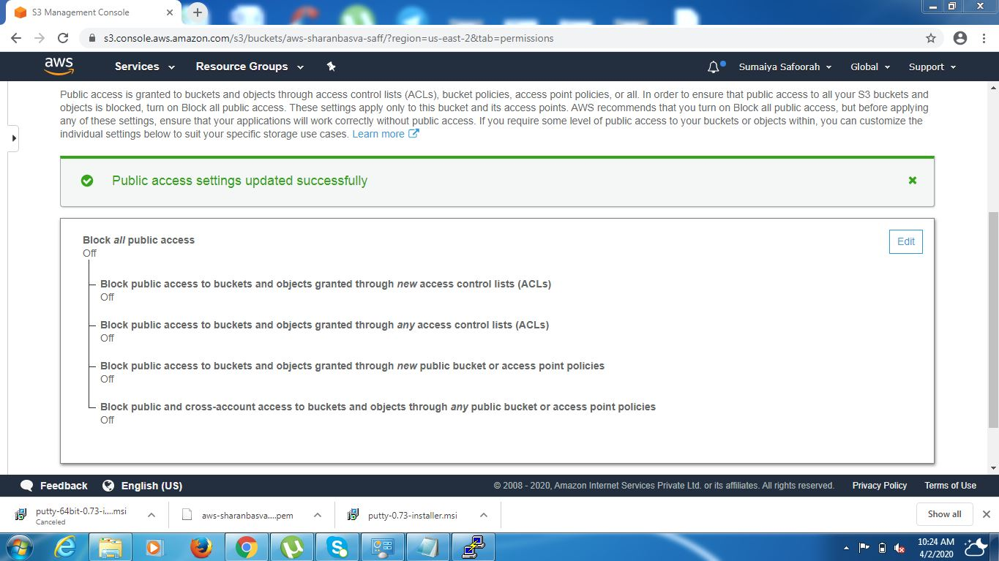 S3 Management Console
s3.console.aws.amazon.com/s3/buckets/aws-sharanbasva-saff/?region=us-east-2&tab=permissions
aws Services Resource Groups Sumaiya Safoorah Global Support
Public access is granted to buckets and objects through access control lists (ACLs), bucket policies, access point policies, or all. In order to ensure that public access to all your S3 buckets and
objects is blocked, turn on Block all public access. These settings apply only to this bucket and its access points. AWS recommends that you turn on Block all public access, but before applying
any of these settings, ensure that your applications will work correctly without public access. If you require some level of public access to your buckets or objects within, you can customize the
individual settings below to suit your specific storage use cases. Learn more
Public access settings updated successfully
Block all public access
Edit
Off
Block public access to buckets and objects granted through new access control lists (ACLs)
Off
Block public access to buckets and objects granted through any access control lists (ACLs)
Off
Block public access to buckets and objects granted through new public bucket or access point policies
Off
Block public and cross-account access to buckets and objects through any public bucket or access point policies
Off
Feedback English (US) © 2008 - 2020, Amazon Internet Services Private Ltd. or its affiliates. All rights reserved. Privacy Policy Terms of Use
putty-64bit-0.73-i....msi
Canceled
aws-sharanbasva....pem
putty-0.73-installer.msi
Show all
10:24 AM
4/2/2020